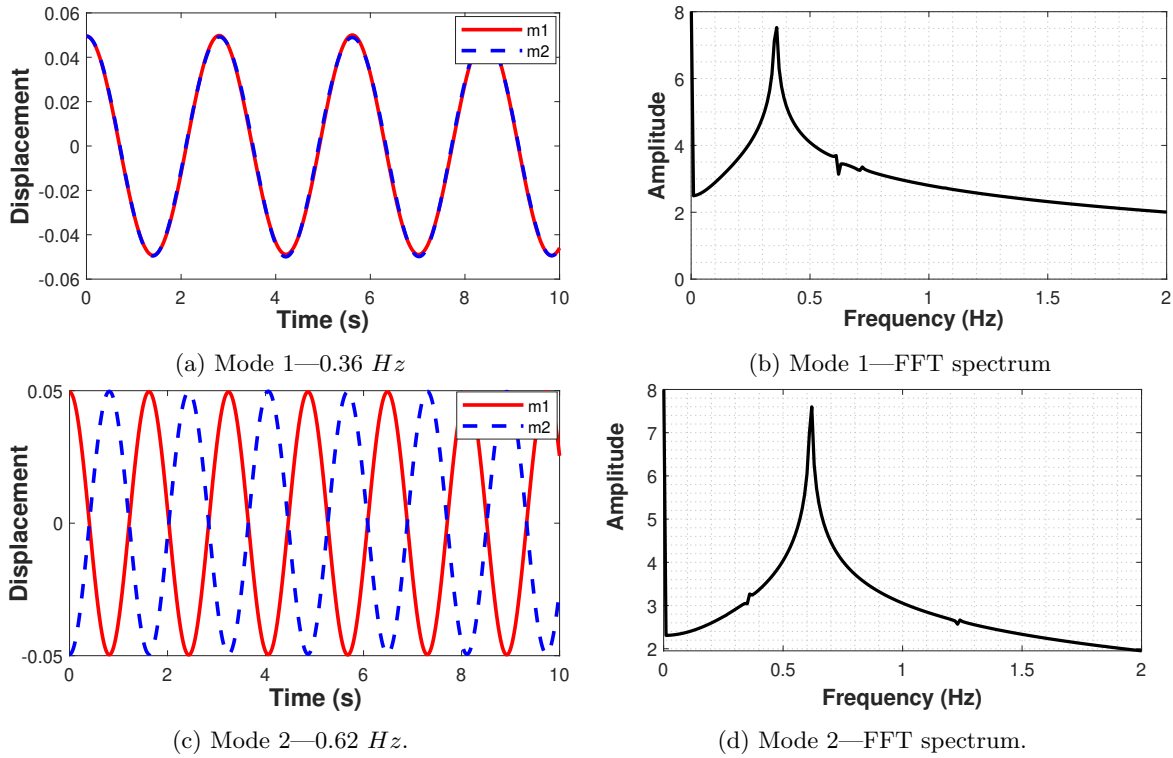 0.06
0.04
0.02
0
-0.02
-0.04
-0.06
Displacement
0 2 4 6 8 10
Time (s)
m1
m2
(a) Mode 1—0.36 Hz
8
6
4
2
0
Amplitude
0 0.5 1 1.5 2
Frequency (Hz)
(b) Mode 1—FFT spectrum
0.05
0
-0.05
Displacement
0 2 4 6 8 10
Time (s)
m1
m2
(c) Mode 2—0.62 Hz.
8
7
6
5
4
3
2
Amplitude
0 0.5 1 1.5 2
Frequency (Hz)
(d) Mode 2—FFT spectrum.